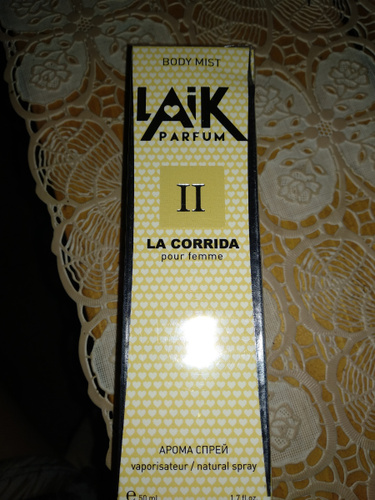 BODY MIST
LAiK
PARFUM
II
LA CORRIDA
pour femme
АРОМА СПРЕЙ
vaporisateur / natural spray
e 50 ml 1.7 fl.oz